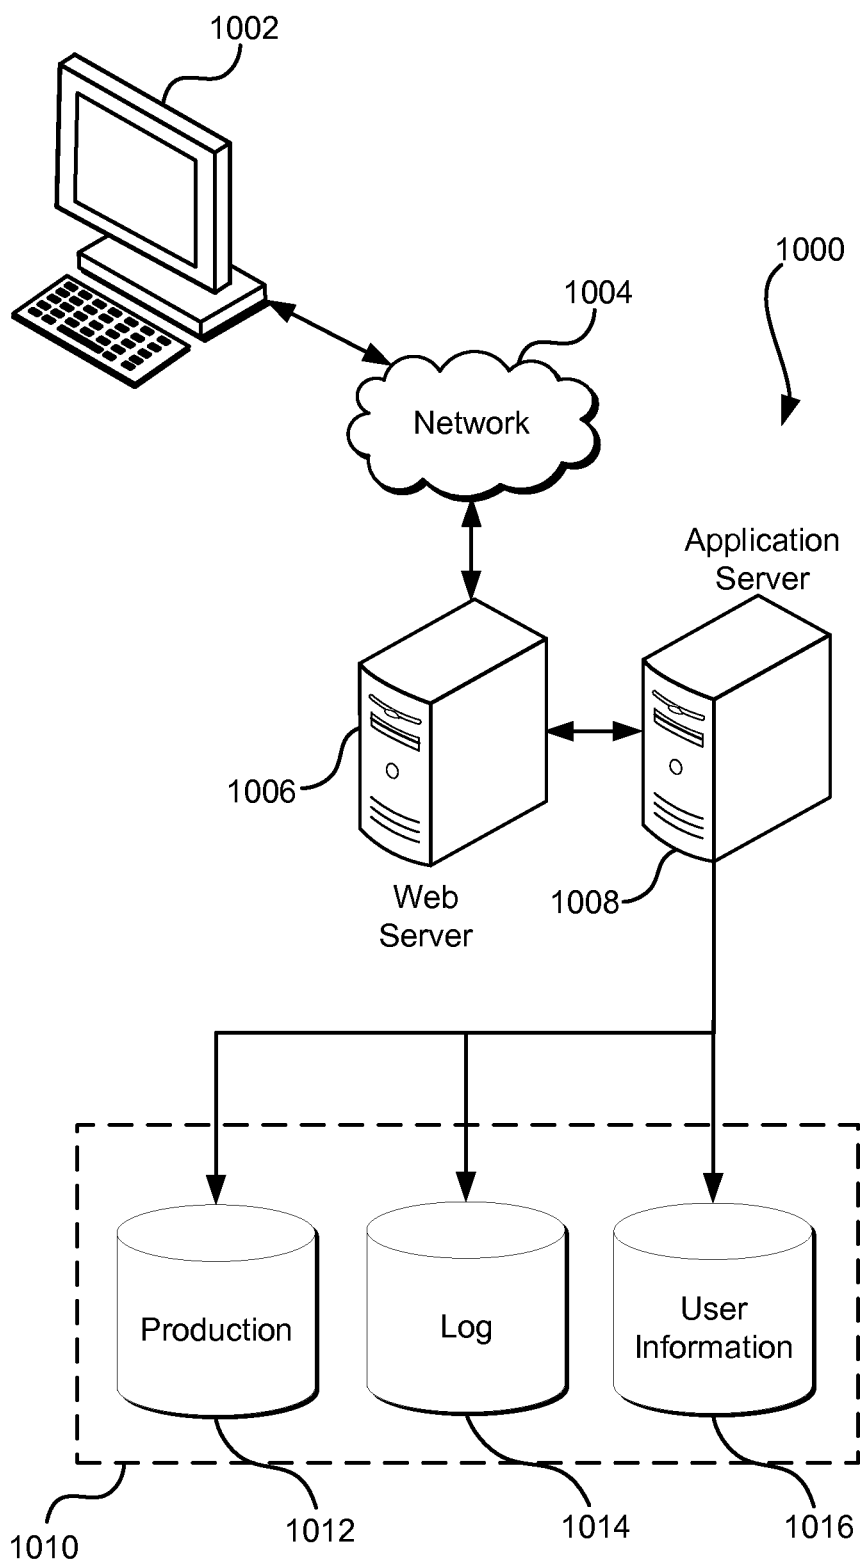 1002
1000
1004
Network
Application
Server
1006
Web
Server
1008
Production
Log
User
Information
1010
1012
1014
1016